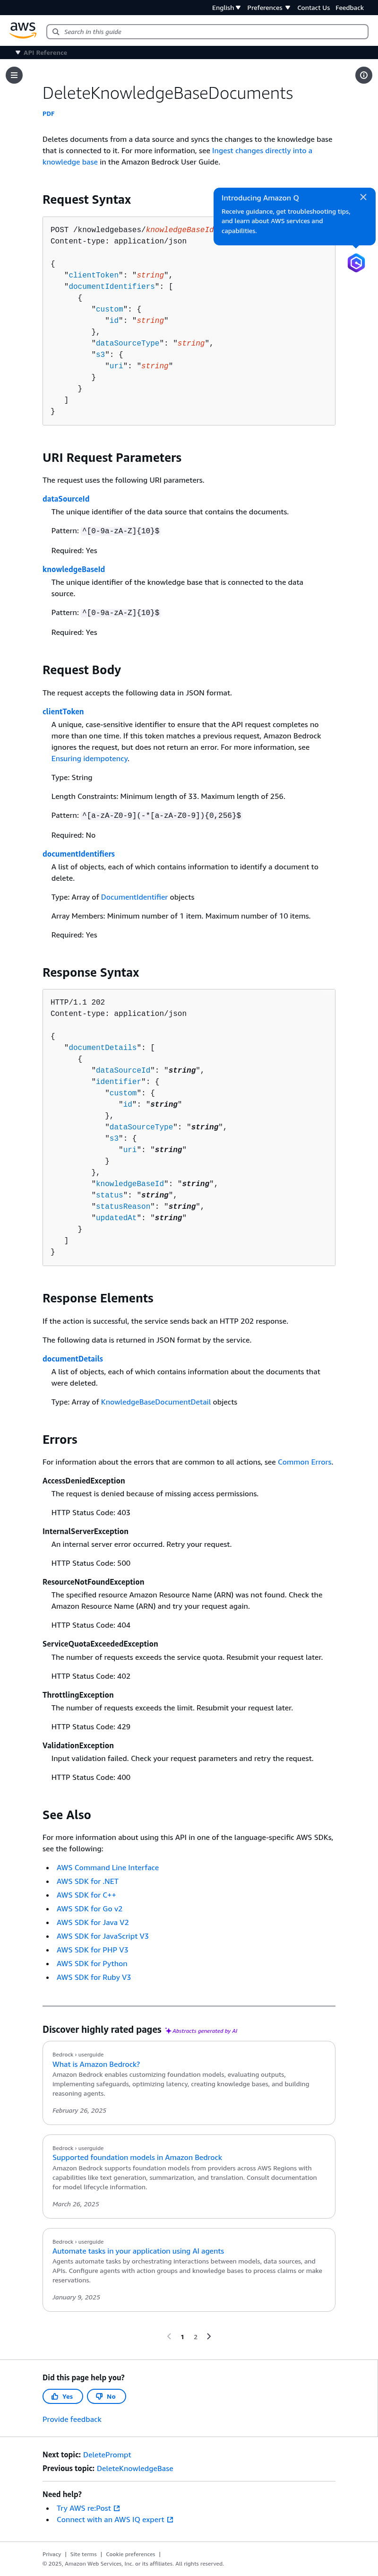 English
Preferences
Contact Us
Feedback
aws
Search in this guide
API Reference
DeleteKnowledgeBaseDocuments
PDF
Deletes documents from a data source and syncs the changes to the knowledge base
that is connected to it. For more information, see Ingest changes directly into a
knowledge base in the Amazon Bedrock User Guide.
Introducing Amazon Q
Receive guidance, get troubleshooting tips,
and learn about AWS services and
capabilities.
Request Syntax
POST /knowledgebases/knowledgeBaseId
Content-type: application/json
{
"clientToken": "string",
"documentIdentifiers": [
{
"custom": {
"id": "string"
},
"dataSourceType": "string",
"s3": {
"uri": "string"
}
}
]
}
URI Request Parameters
The request uses the following URI parameters.
dataSourceId
The unique identifier of the data source that contains the documents.
Pattern: ^[0-9a-zA-Z]{10}$
Required: Yes
knowledgeBaseId
The unique identifier of the knowledge base that is connected to the data
source.
Pattern: ^[0-9a-zA-Z]{10}$
Required: Yes
Request Body
The request accepts the following data in JSON format.
clientToken
A unique, case-sensitive identifier to ensure that the API request completes no
more than one time. If this token matches a previous request, Amazon Bedrock
ignores the request, but does not return an error. For more information, see
Ensuring idempotency.
Type: String
Length Constraints: Minimum length of 33. Maximum length of 256.
Pattern: ^[a-zA-Z0-9](-*[a-zA-Z0-9]){0,256}$
Required: No
documentIdentifiers
A list of objects, each of which contains information to identify a document to
delete.
Type: Array of DocumentIdentifier objects
Array Members: Minimum number of 1 item. Maximum number of 10 items.
Required: Yes
Response Syntax
HTTP/1.1 202
Content-type: application/json
{
"documentDetails": [
{
"dataSourceId": "string",
"identifier": {
"custom": {
"id": "string"
},
"dataSourceType": "string",
"s3": {
"uri": "string"
}
},
"knowledgeBaseId": "string",
"status": "string",
"statusReason": "string",
"updatedAt": "string"
}
]
}
Response Elements
If the action is successful, the service sends back an HTTP 202 response.
The following data is returned in JSON format by the service.
documentDetails
A list of objects, each of which contains information about the documents that
were deleted.
Type: Array of KnowledgeBaseDocumentDetail objects
Errors
For information about the errors that are common to all actions, see Common Errors.
AccessDeniedException
The request is denied because of missing access permissions.
HTTP Status Code: 403
InternalServerException
An internal server error occurred. Retry your request.
HTTP Status Code: 500
ResourceNotFoundException
The specified resource Amazon Resource Name (ARN) was not found. Check the
Amazon Resource Name (ARN) and try your request again.
HTTP Status Code: 404
ServiceQuotaExceededException
The number of requests exceeds the service quota. Resubmit your request later.
HTTP Status Code: 402
ThrottlingException
The number of requests exceeds the limit. Resubmit your request later.
HTTP Status Code: 429
ValidationException
Input validation failed. Check your request parameters and retry the request.
HTTP Status Code: 400
See Also
For more information about using this API in one of the language-specific AWS SDKs,
see the following:
• AWS Command Line Interface
• AWS SDK for .NET
• AWS SDK for C++
• AWS SDK for Go v2
• AWS SDK for Java V2
• AWS SDK for JavaScript V3
• AWS SDK for PHP V3
• AWS SDK for Python
• AWS SDK for Ruby V3
Discover highly rated pages Abstracts generated by AI
Bedrock › userguide
What is Amazon Bedrock?
Amazon Bedrock enables customizing foundation models, evaluating outputs,
implementing safeguards, optimizing latency, creating knowledge bases, and building
reasoning agents.
February 26, 2025
Bedrock › userguide
Supported foundation models in Amazon Bedrock
Amazon Bedrock supports foundation models from providers across AWS Regions with
capabilities like text generation, summarization, and translation. Consult documentation
for model lifecycle information.
March 26, 2025
Bedrock › userguide
Automate tasks in your application using AI agents
Agents automate tasks by orchestrating interactions between models, data sources, and
APIs. Configure agents with action groups and knowledge bases to process claims or make
reservations.
January 9, 2025
1 2
Did this page help you?
Yes
No
Provide feedback
Next topic: DeletePrompt
Previous topic: DeleteKnowledgeBase
Need help?
• Try AWS re:Post
• Connect with an AWS IQ expert
Privacy | Site terms | Cookie preferences |
© 2025, Amazon Web Services, Inc. or its affiliates. All rights reserved.